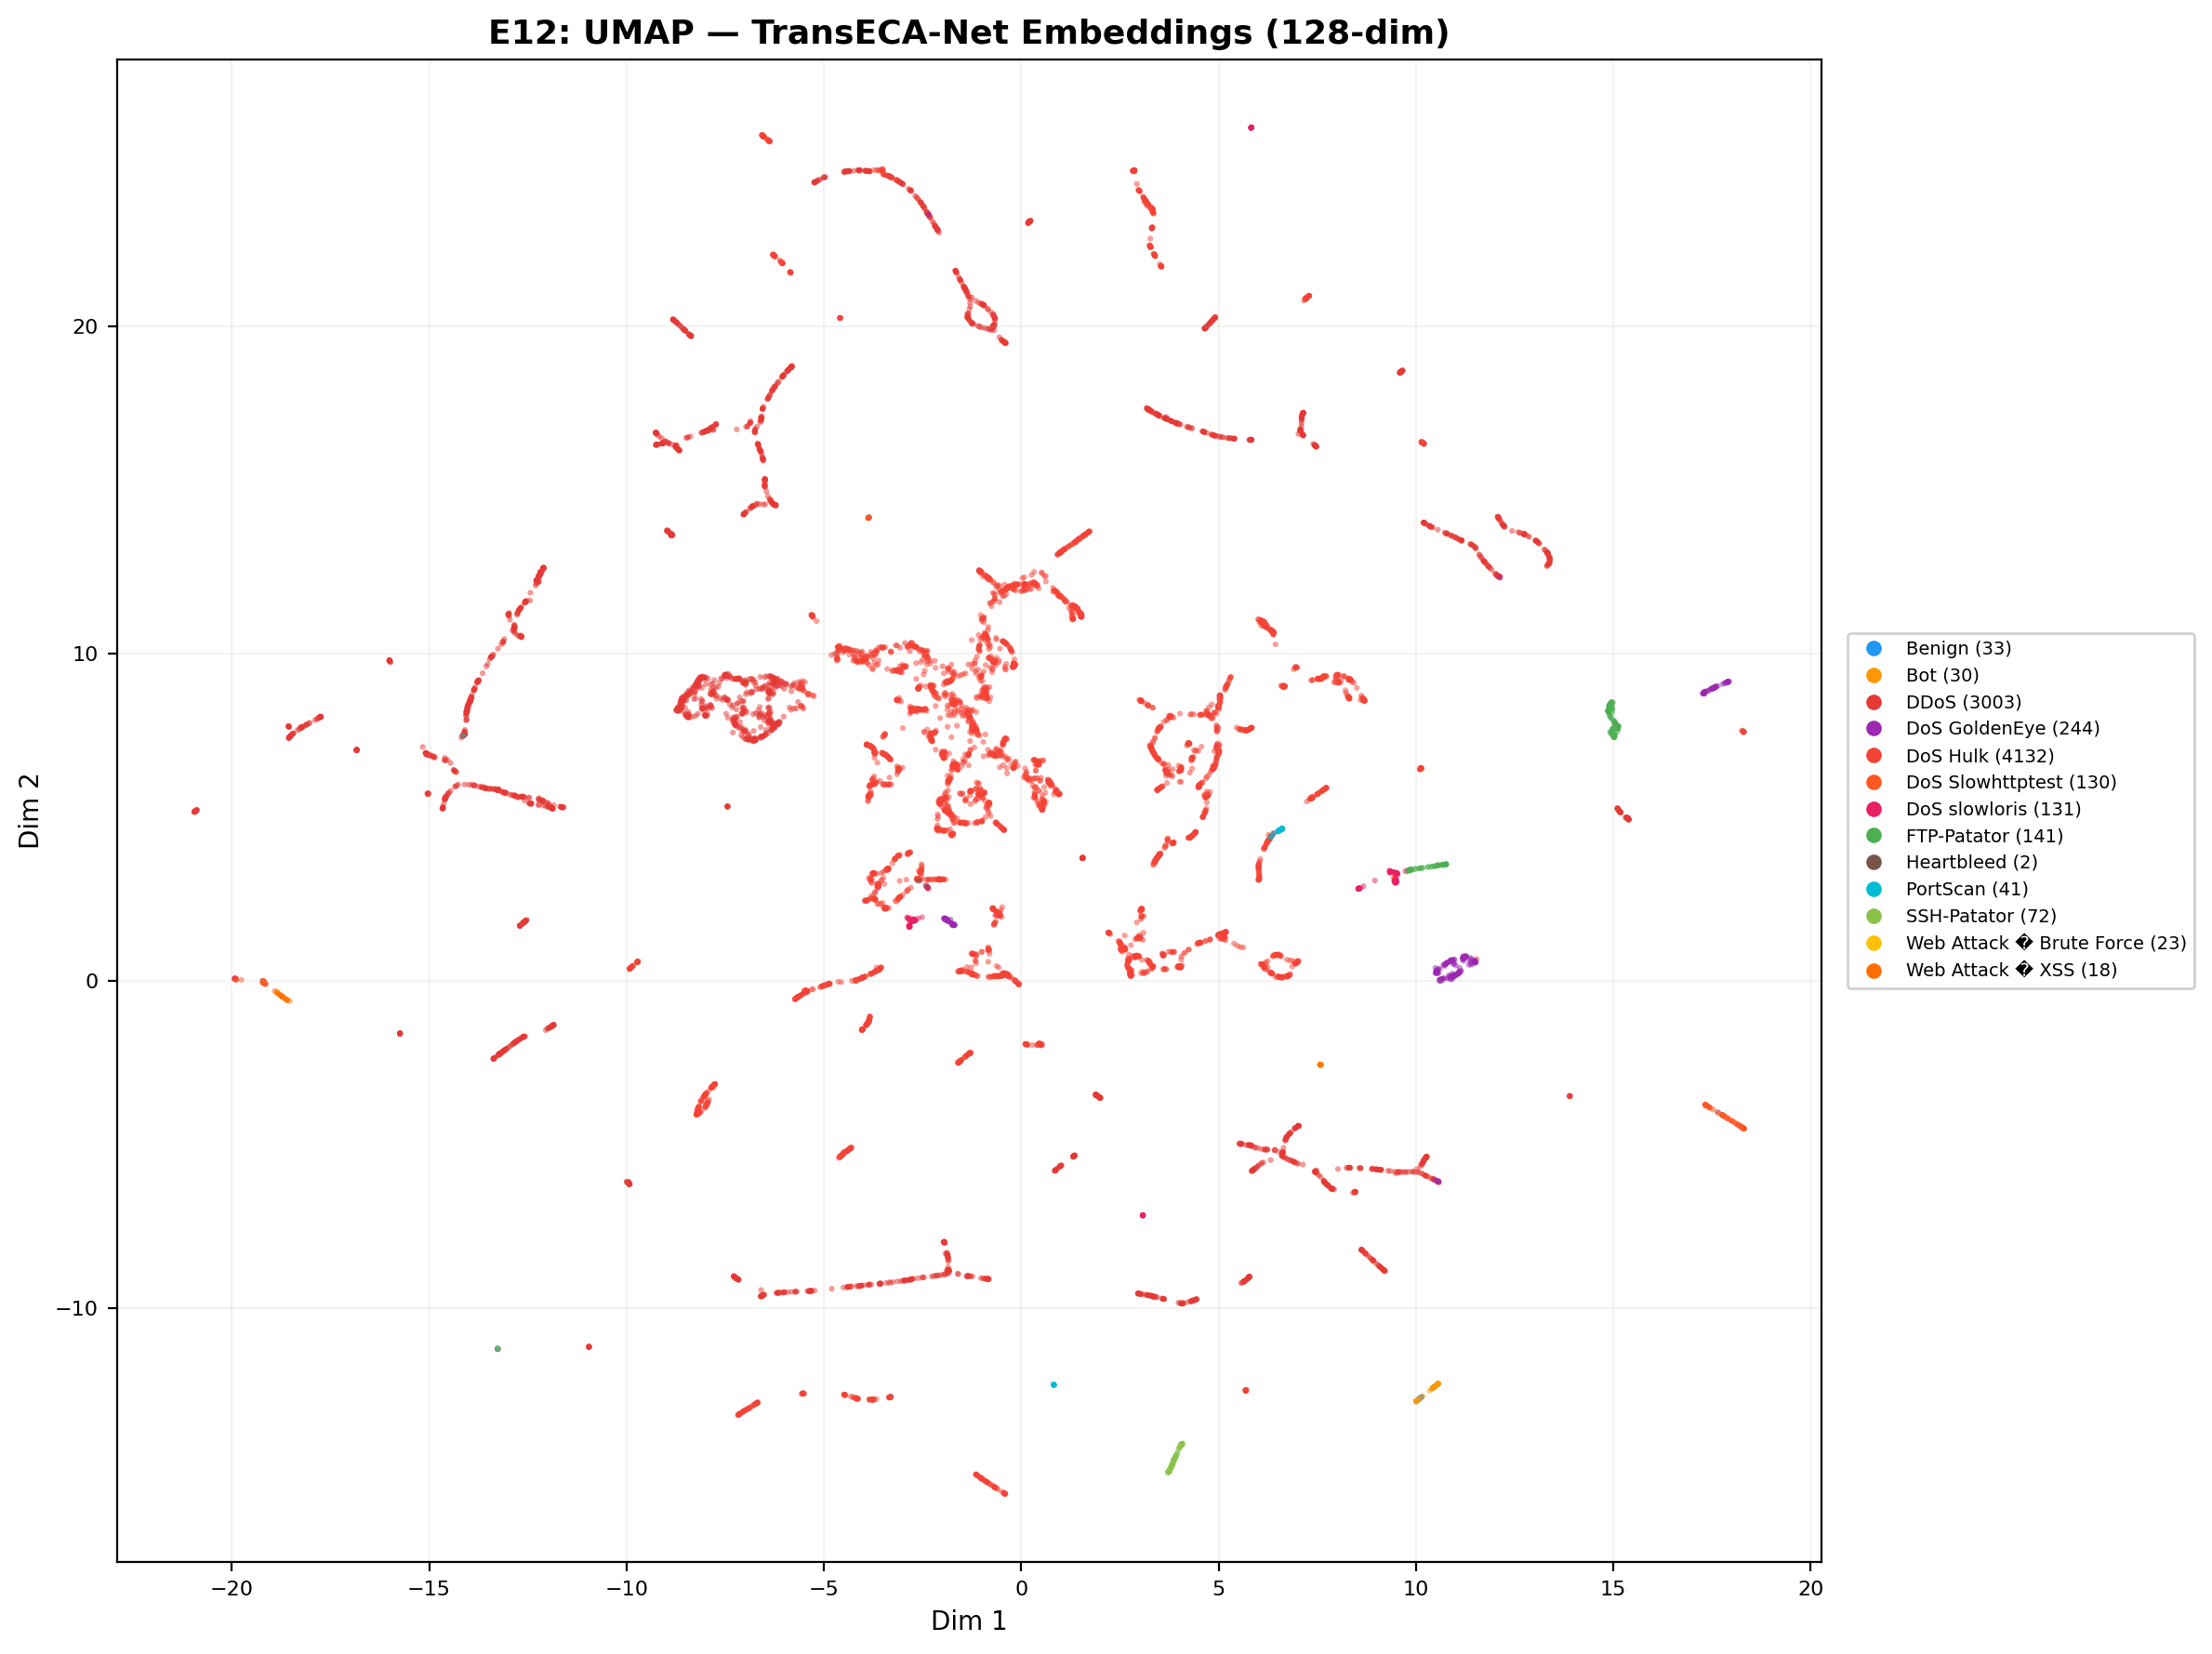 E12: UMAP — TransECA-Net Embeddings (128-dim)
Dim 2
20
10
0
−10
−20
−15
−10
−5
0
5
10
15
20
Dim 1
Benign (33)
Bot (30)
DDoS (3003)
DoS GoldenEye (244)
DoS Hulk (4132)
DoS Slowhttptest (130)
DoS slowloris (131)
FTP-Patator (141)
Heartbleed (2)
PortScan (41)
SSH-Patator (72)
Web Attack � Brute Force (23)
Web Attack � XSS (18)